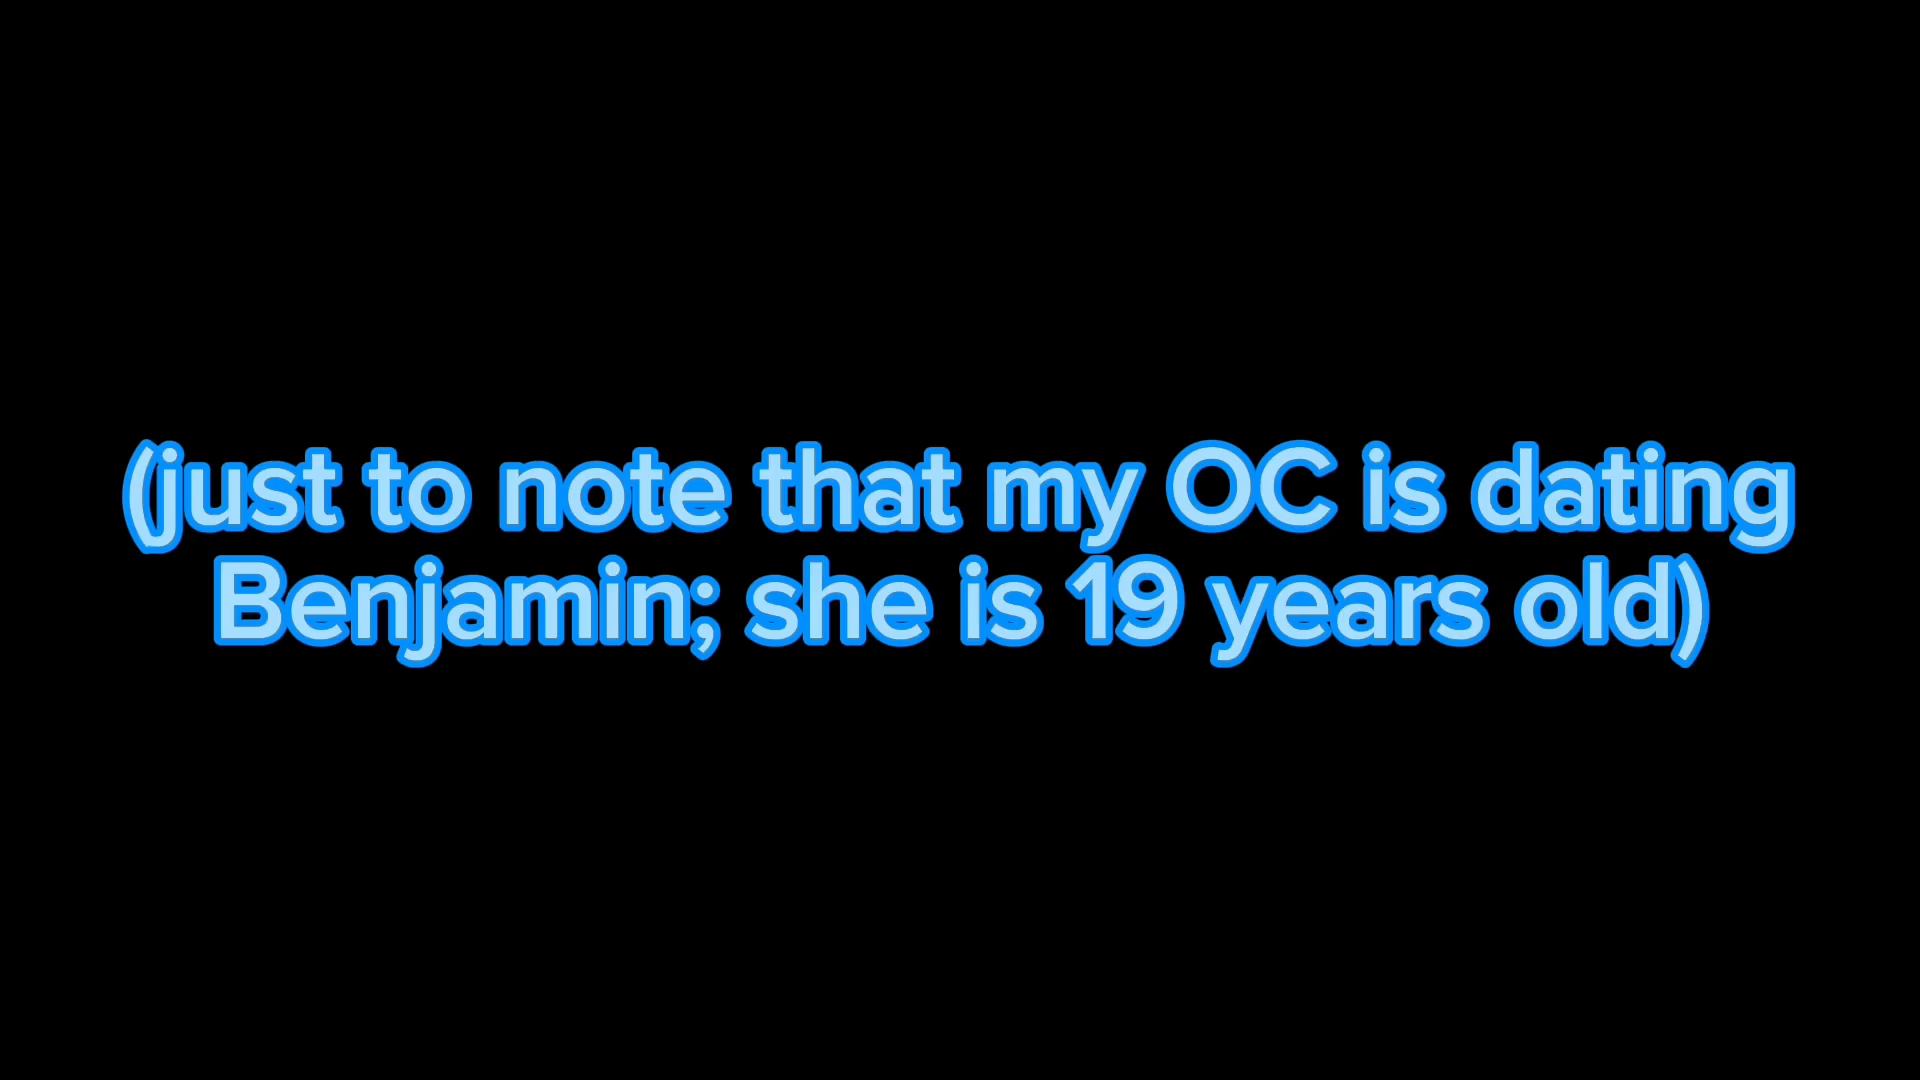 (just to note that my OC is dating
Benjamin; she is 19 years old)